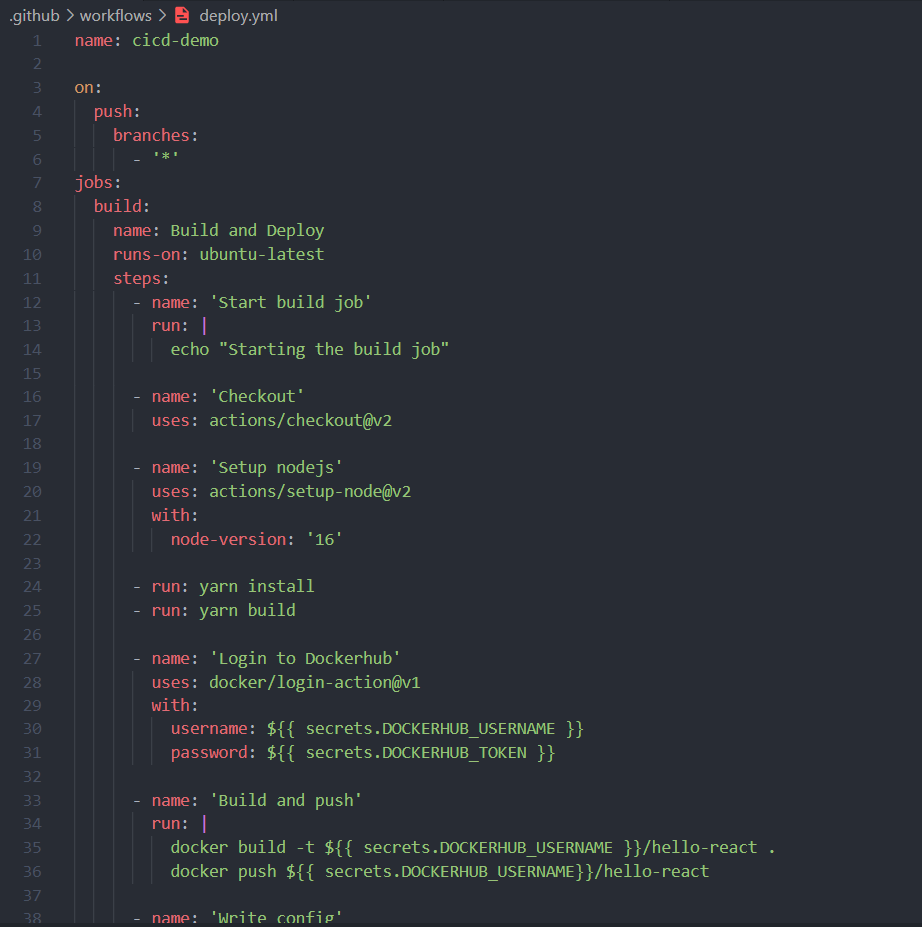 .github > workflows > deploy.yml
1 name: cicd-demo
2
3 on:
4   push:
5     branches:
6       - '*'
7 jobs:
8   build:
9     name: Build and Deploy
10     runs-on: ubuntu-latest
11     steps:
12       - name: 'Start build job'
13         run: |
14           echo "Starting the build job"
15
16       - name: 'Checkout'
17         uses: actions/checkout@v2
18
19       - name: 'Setup nodejs'
20         uses: actions/setup-node@v2
21         with:
22           node-version: '16'
23
24       - run: yarn install
25       - run: yarn build
26
27       - name: 'Login to Dockerhub'
28         uses: docker/login-action@v1
29         with:
30           username: ${{ secrets.DOCKERHUB_USERNAME }}
31           password: ${{ secrets.DOCKERHUB_TOKEN }}
32
33       - name: 'Build and push'
34         run: |
35           docker build -t ${{ secrets.DOCKERHUB_USERNAME }}/hello-react .
36           docker push ${{ secrets.DOCKERHUB_USERNAME}}/hello-react
37
38       - name: 'Write config'